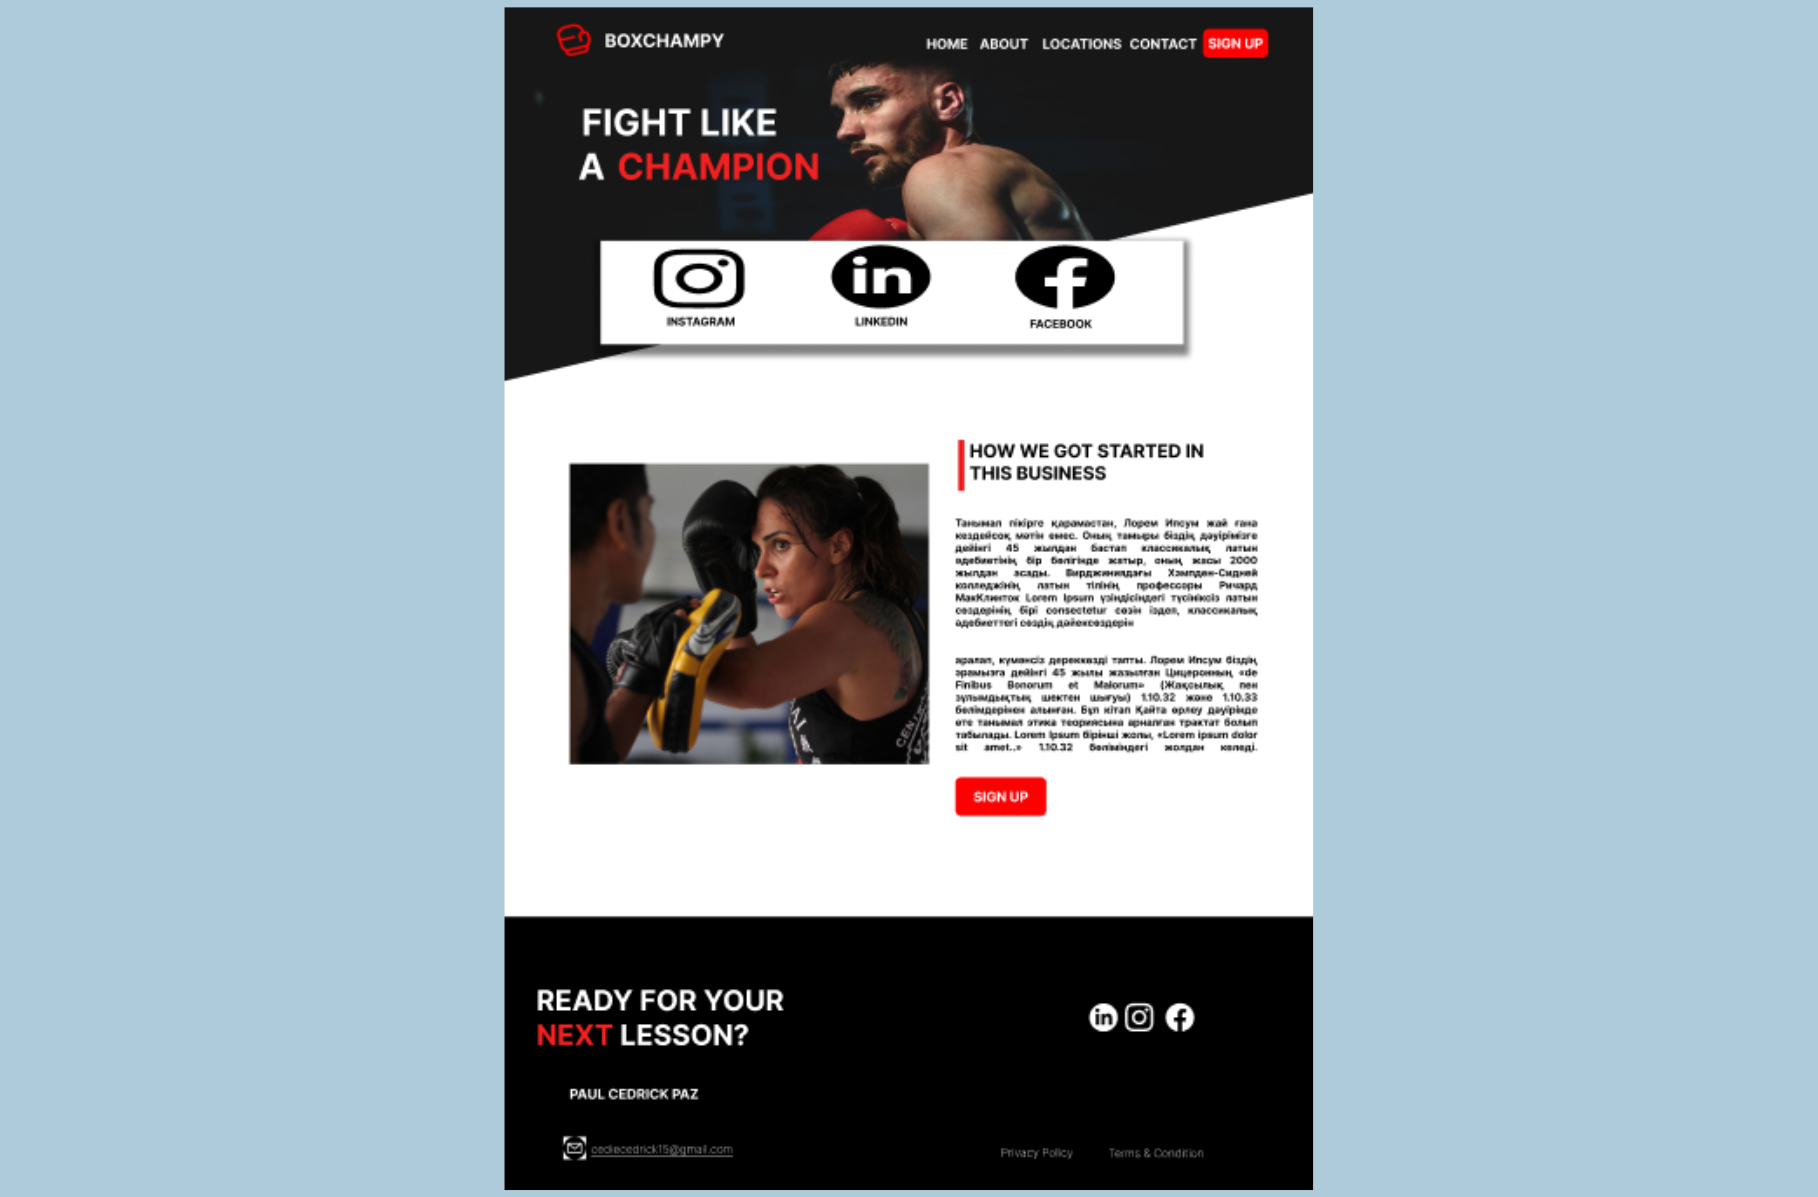 BOXCHAMPY
HOME ABOUT LOCATIONS CONTACT SIGN UP
FIGHT LIKE
A CHAMPION
INSTAGRAM LINKEDIN FACEBOOK
HOW WE GOT STARTED IN
THIS BUSINESS
Танымал пікірге қарамастан, Лорем Ипсум жай ғана
кездейсоқ мәтін емес. Оның тамыры біздің дәуірімізге
дейінгі 45 жылдан бастап классикалық латын
әдебиетінің бір бөлігінде жатыр, оның жасы 2000
жылдан асады. Вирджиниядағы Хэмпден-Сидней
колледжінің латын тілінің профессоры Ричард
МакКлинток Lorem Ipsum үзіндісіндегі түсініксіз латын
сөздерінің бірі consectetur сөзін іздеп, классикалық
әдебиеттегі сөздің дәйексөздерін
аралап, күмәнсіз дереккөзді тапты. Лорем Ипсум біздің
эрамызға дейінгі 45 жылы жазылған Цицеронның «de
Finibus Bonorum et Malorum» (Жақсылық пен
зұлымдықтың шектен шығуы) 1.10.32 және 1.10.33
бөлімдерінен алынған. Бұл кітап Қайта өрлеу дәуірінде
өте танымал этика теориясына арналған трактат болып
табылады. Lorem Ipsum бірінші жолы, «Lorem ipsum dolor
sit amet..» 1.10.32 бөліміндегі жолдан келеді.
SIGN UP
READY FOR YOUR
NEXT LESSON?
PAUL CEDRICK PAZ
cediecedrick15@gmail.com
Privacy Policy Terms & Condition